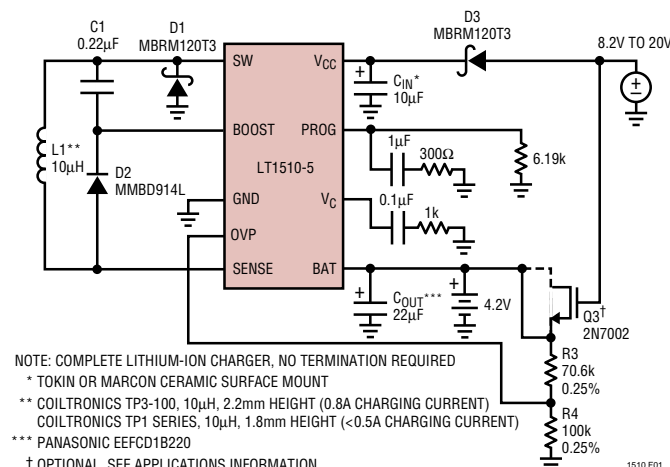 C1
0.22µF
D1
MBRM120T3
D3
MBRM120T3
8.2V TO 20V
SW
VCC
CIN*
10µF
BOOST
PROG
L1**
10µH
D2
MMBD914L
LT1510-5
1µF
300Ω
6.19k
GND
VC
0.1µF
1k
OVP
SENSE
BAT
COUT***
22µF
4.2V
Q3†
2N7002
R3
70.6k
0.25%
R4
100k
0.25%
NOTE: COMPLETE LITHIUM-ION CHARGER, NO TERMINATION REQUIRED
* TOKIN OR MARCON CERAMIC SURFACE MOUNT
** COILTRONICS TP3-100, 10µH, 2.2mm HEIGHT (0.8A CHARGING CURRENT)
COILTRONICS TP1 SERIES, 10µH, 1.8mm HEIGHT (<0.5A CHARGING CURRENT)
*** PANASONIC EEFCD1B220
† OPTIONAL, SEE APPLICATIONS INFORMATION
1510 F01